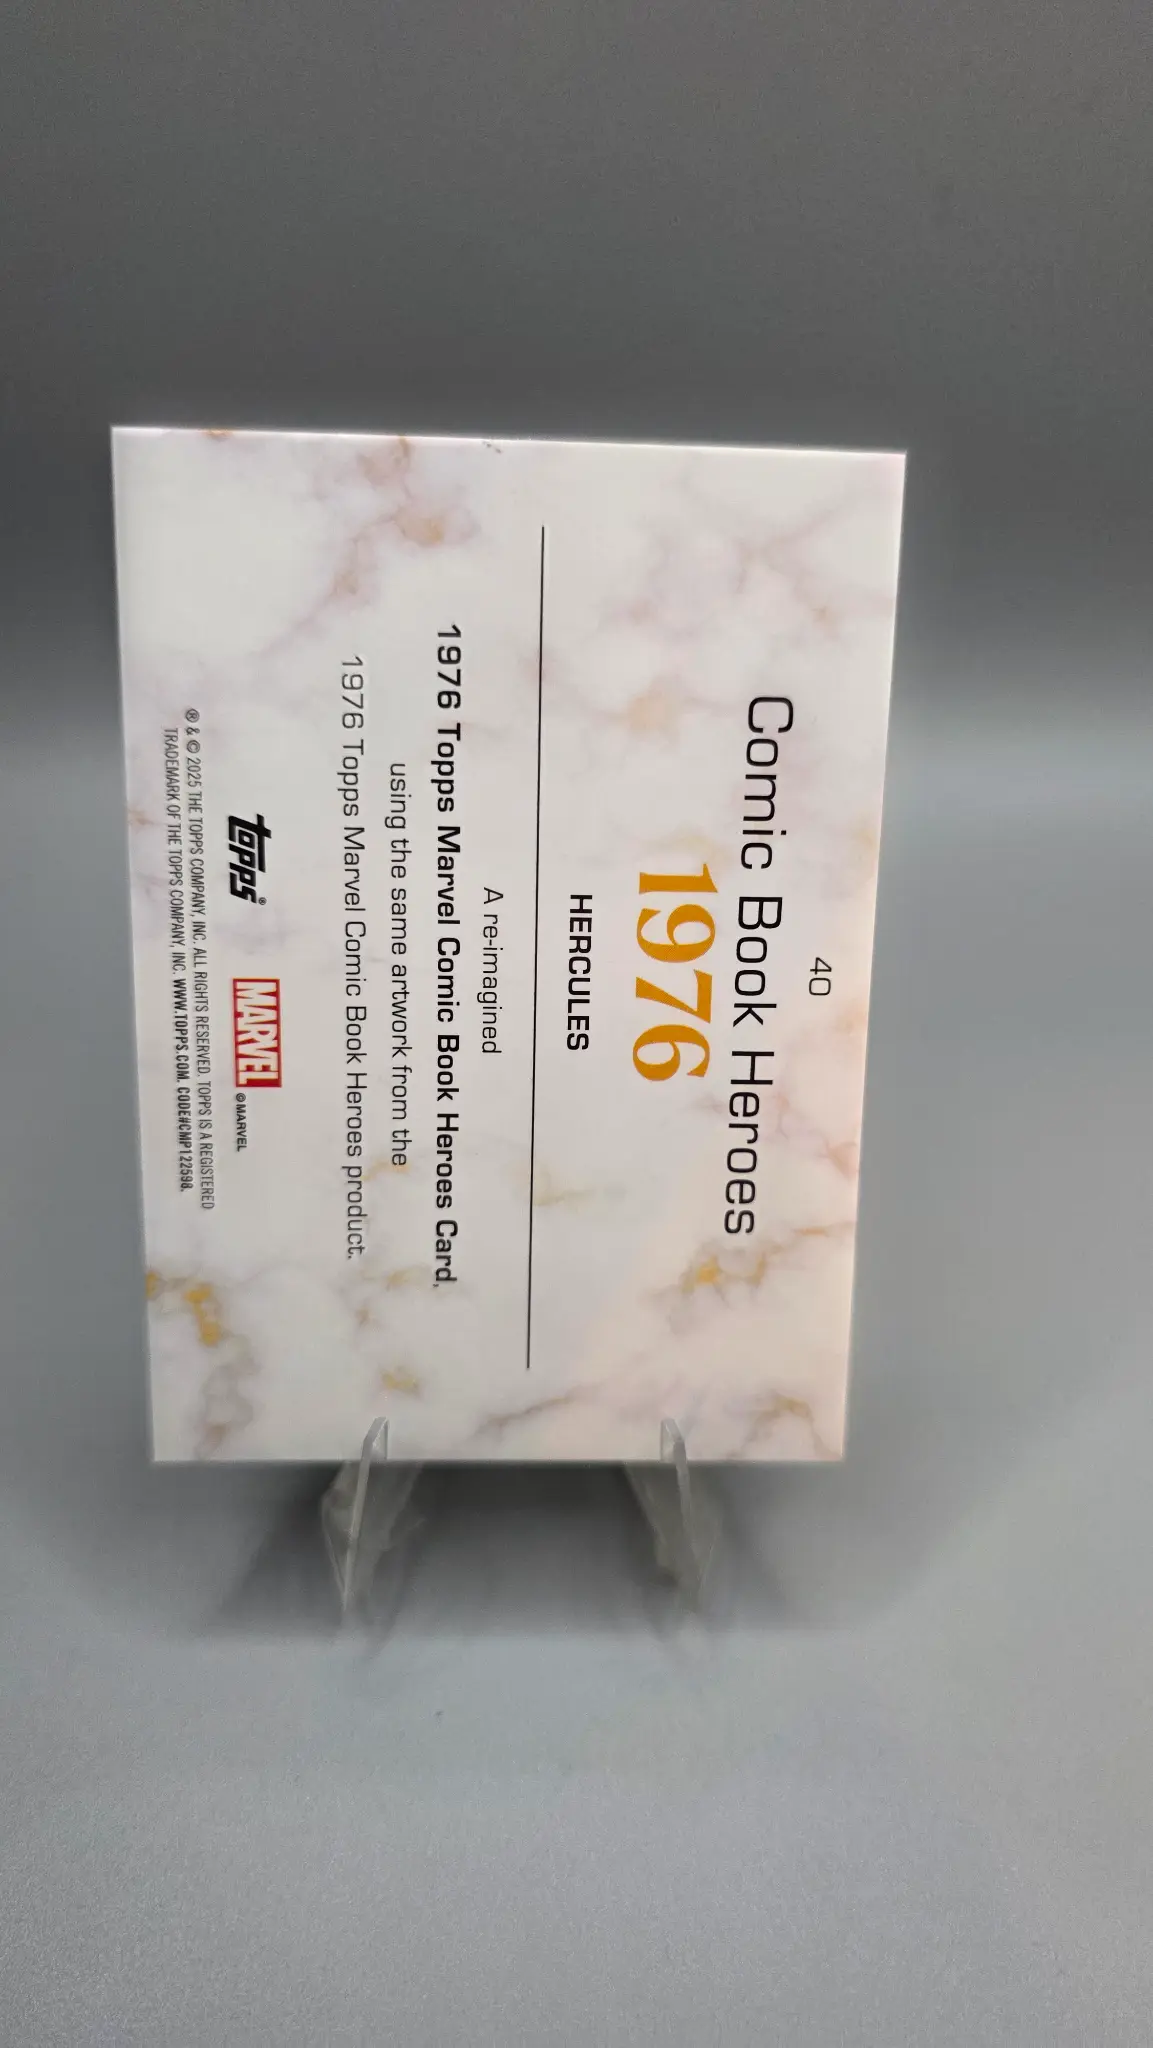 40
Comic Book Heroes
1976
HERCULES
A re-imagined
1976 Topps Marvel Comic Book Heroes Card,
using the same artwork from the
1976 Topps Marvel Comic Book Heroes product.
topps® MARVEL © MARVEL
® & © 2025 THE TOPPS COMPANY, INC. ALL RIGHTS RESERVED. TOPPS IS A REGISTERED
TRADEMARK OF THE TOPPS COMPANY, INC. WWW.TOPPS.COM. CODE#CMP122598.